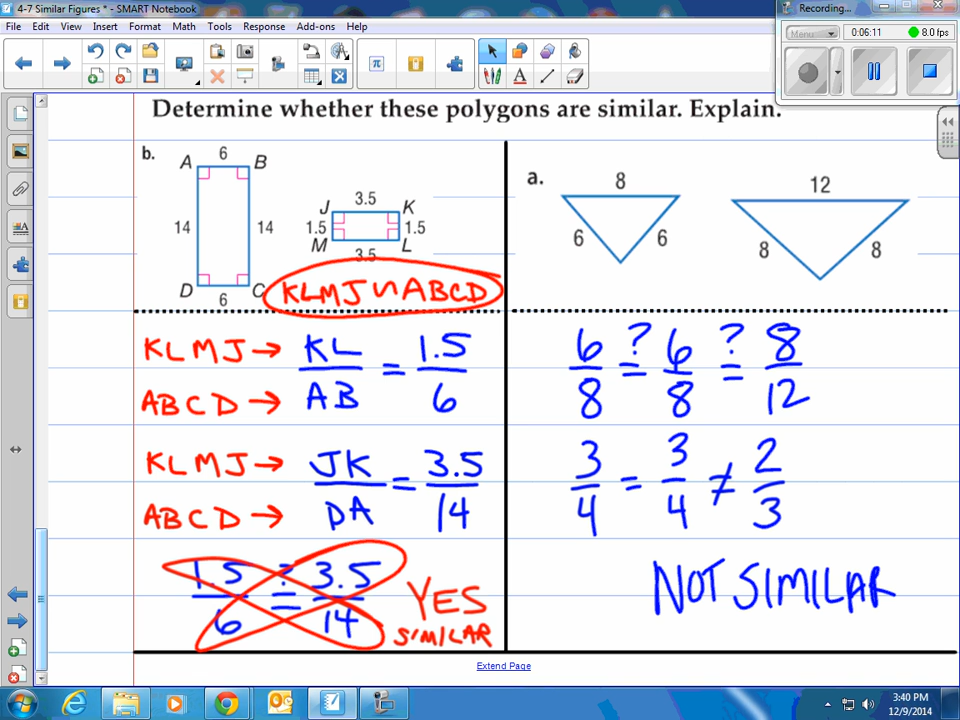 4-7 Similar Figures * - SMART Notebook
Recording...
File Edit View Insert Format Math Tools Response Add-ons Help
Menu
0:06:11
8.0 fps
Determine whether these polygons are similar. Explain.
b.
6
A B
14 14
D C
6
3.5
J K
1.5 1.5
M L
3.5
KLMJ ∽ ABCD
KLMJ → KL/AB = 1.5/6
ABCD →
KLMJ → JK/DA = 3.5/14
ABCD →
1.5/6 ?= 3.5/14
YES
SIMILAR
a.
8
6 6
12
8 8
6/8 ?= 6/8 ?= 8/12
3/4 = 3/4 ≠ 2/3
NOT SIMILAR
Extend Page
3:40 PM
12/9/2014